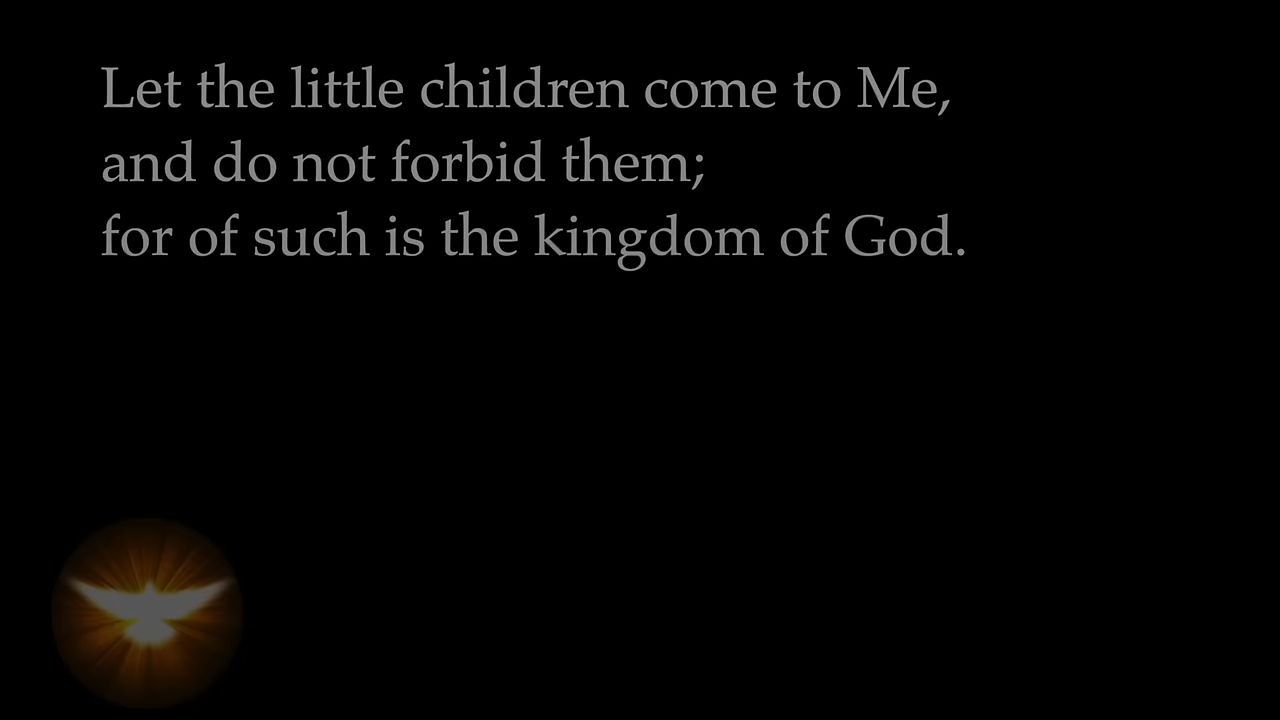 Let the little children come to Me,
and do not forbid them;
for of such is the kingdom of God.